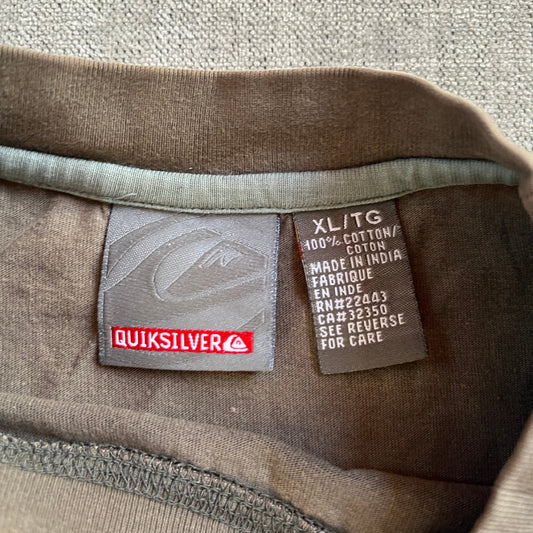 QUIKSILVER
XL/TG
100% COTTON/
COTON
MADE IN INDIA
FABRIQUE
EN INDE
RN#22443
CA#32350
SEE REVERSE
FOR CARE